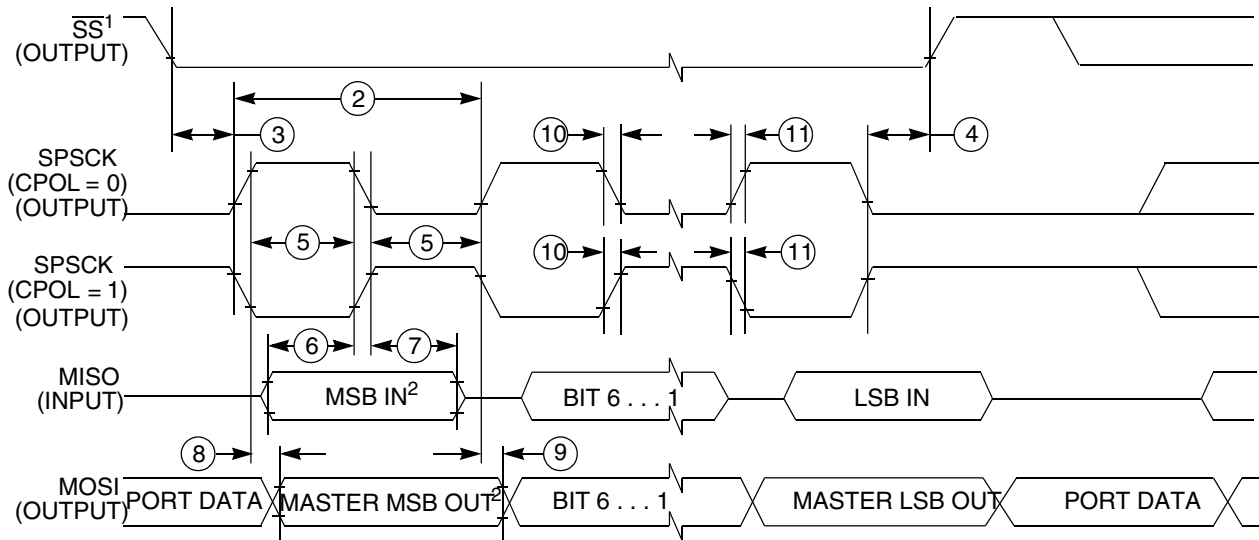 SS¹
(OUTPUT)
2
3
10
11
4
SPSCK
(CPOL = 0)
(OUTPUT)
5
5
10
11
SPSCK
(CPOL = 1)
(OUTPUT)
6
7
MISO
(INPUT)
MSB IN²
BIT 6 . . . 1
LSB IN
8
9
MOSI
(OUTPUT)
PORT DATA
MASTER MSB OUT²
BIT 6 . . . 1
MASTER LSB OUT
PORT DATA